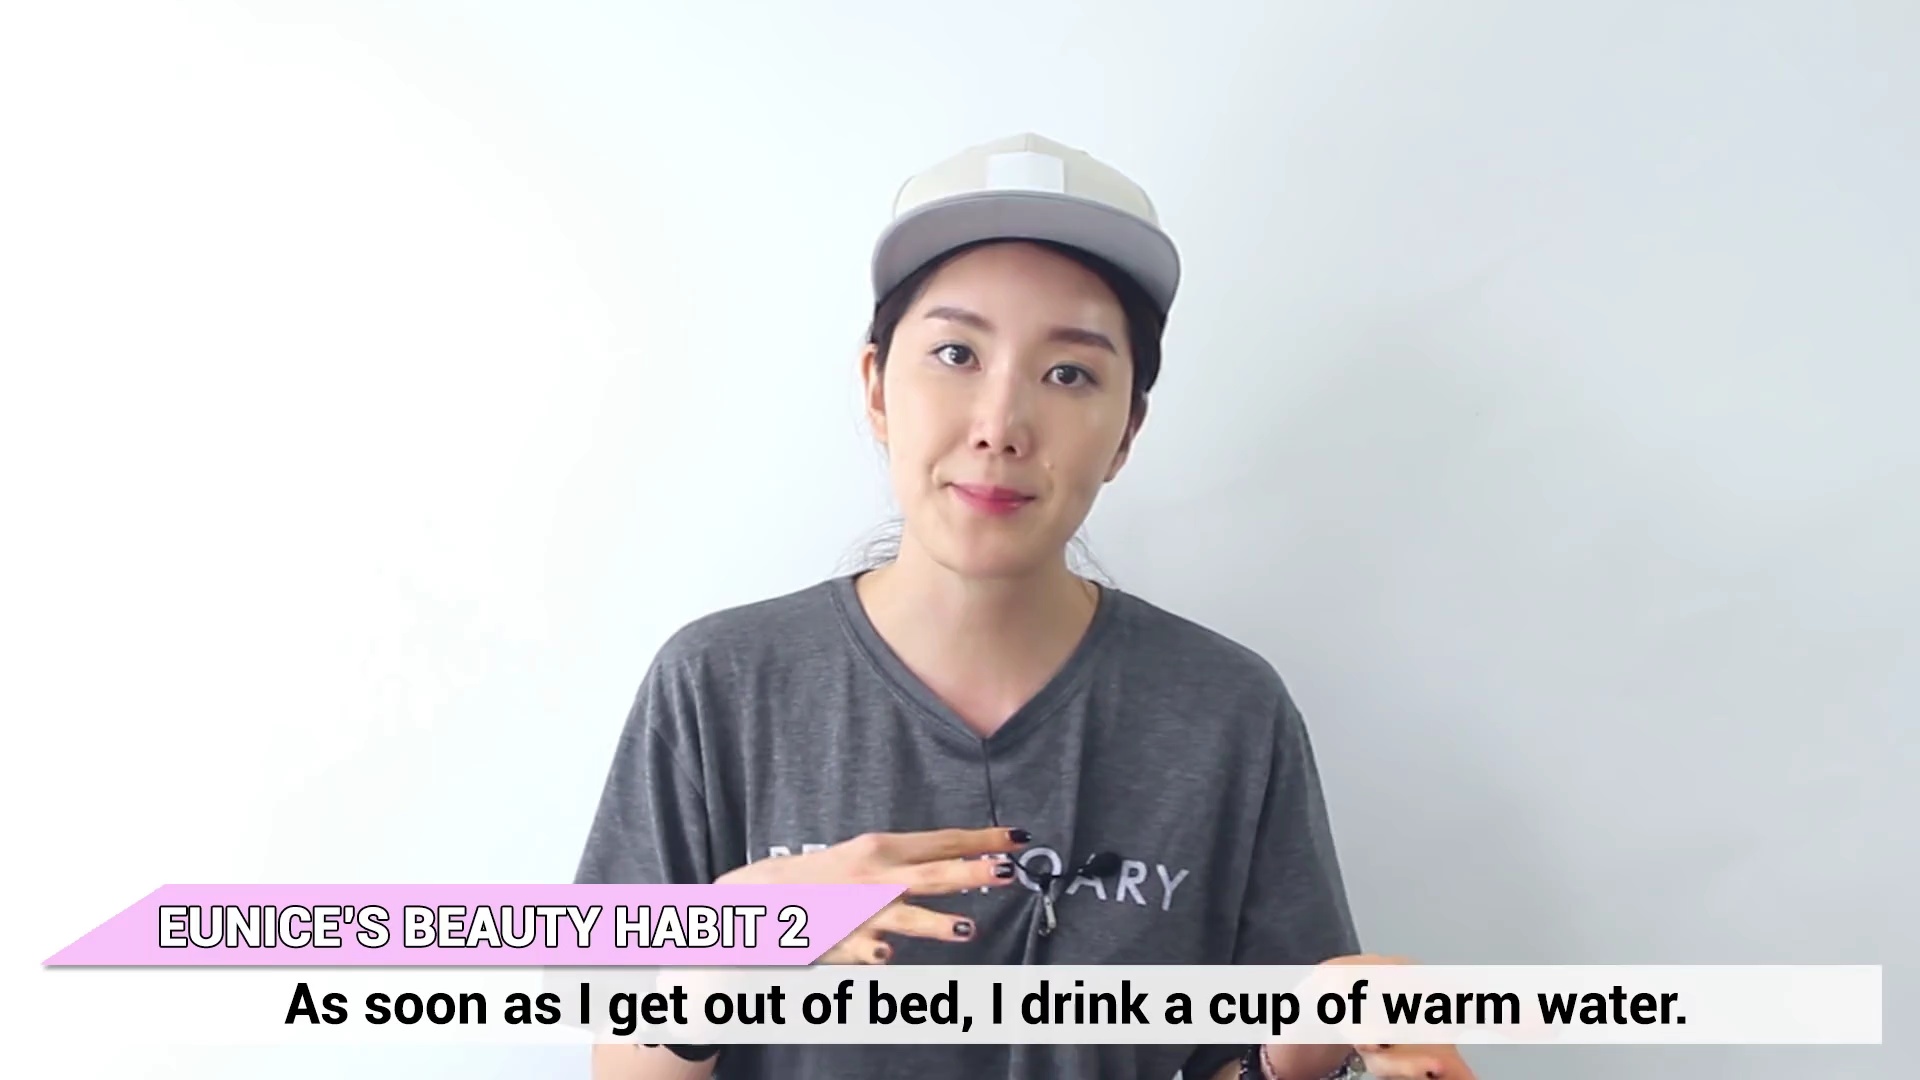 EUNICE'S BEAUTY HABIT 2
As soon as I get out of bed, I drink a cup of warm water.